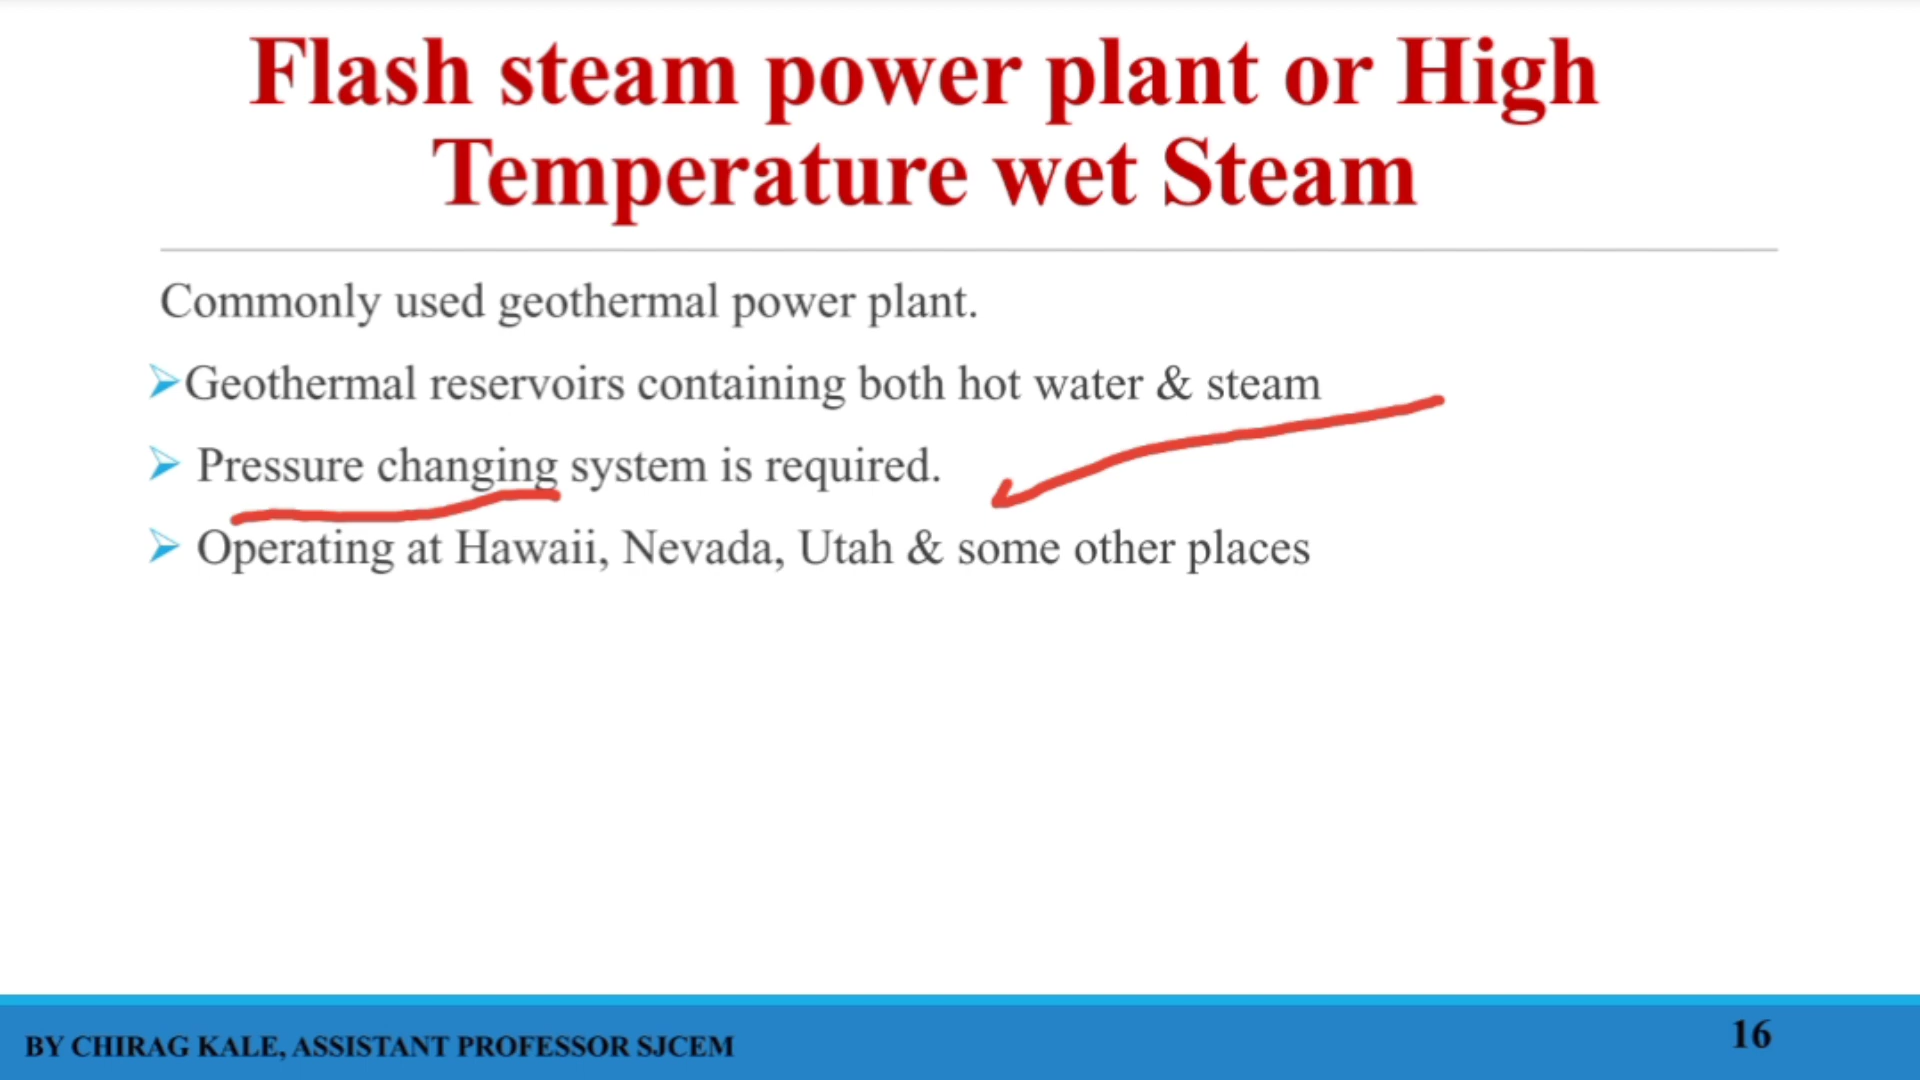 Flash steam power plant or High
Temperature wet Steam
Commonly used geothermal power plant.
➢Geothermal reservoirs containing both hot water & steam
➢ Pressure changing system is required.
➢ Operating at Hawaii, Nevada, Utah & some other places
BY CHIRAG KALE, ASSISTANT PROFESSOR SJCEM
16